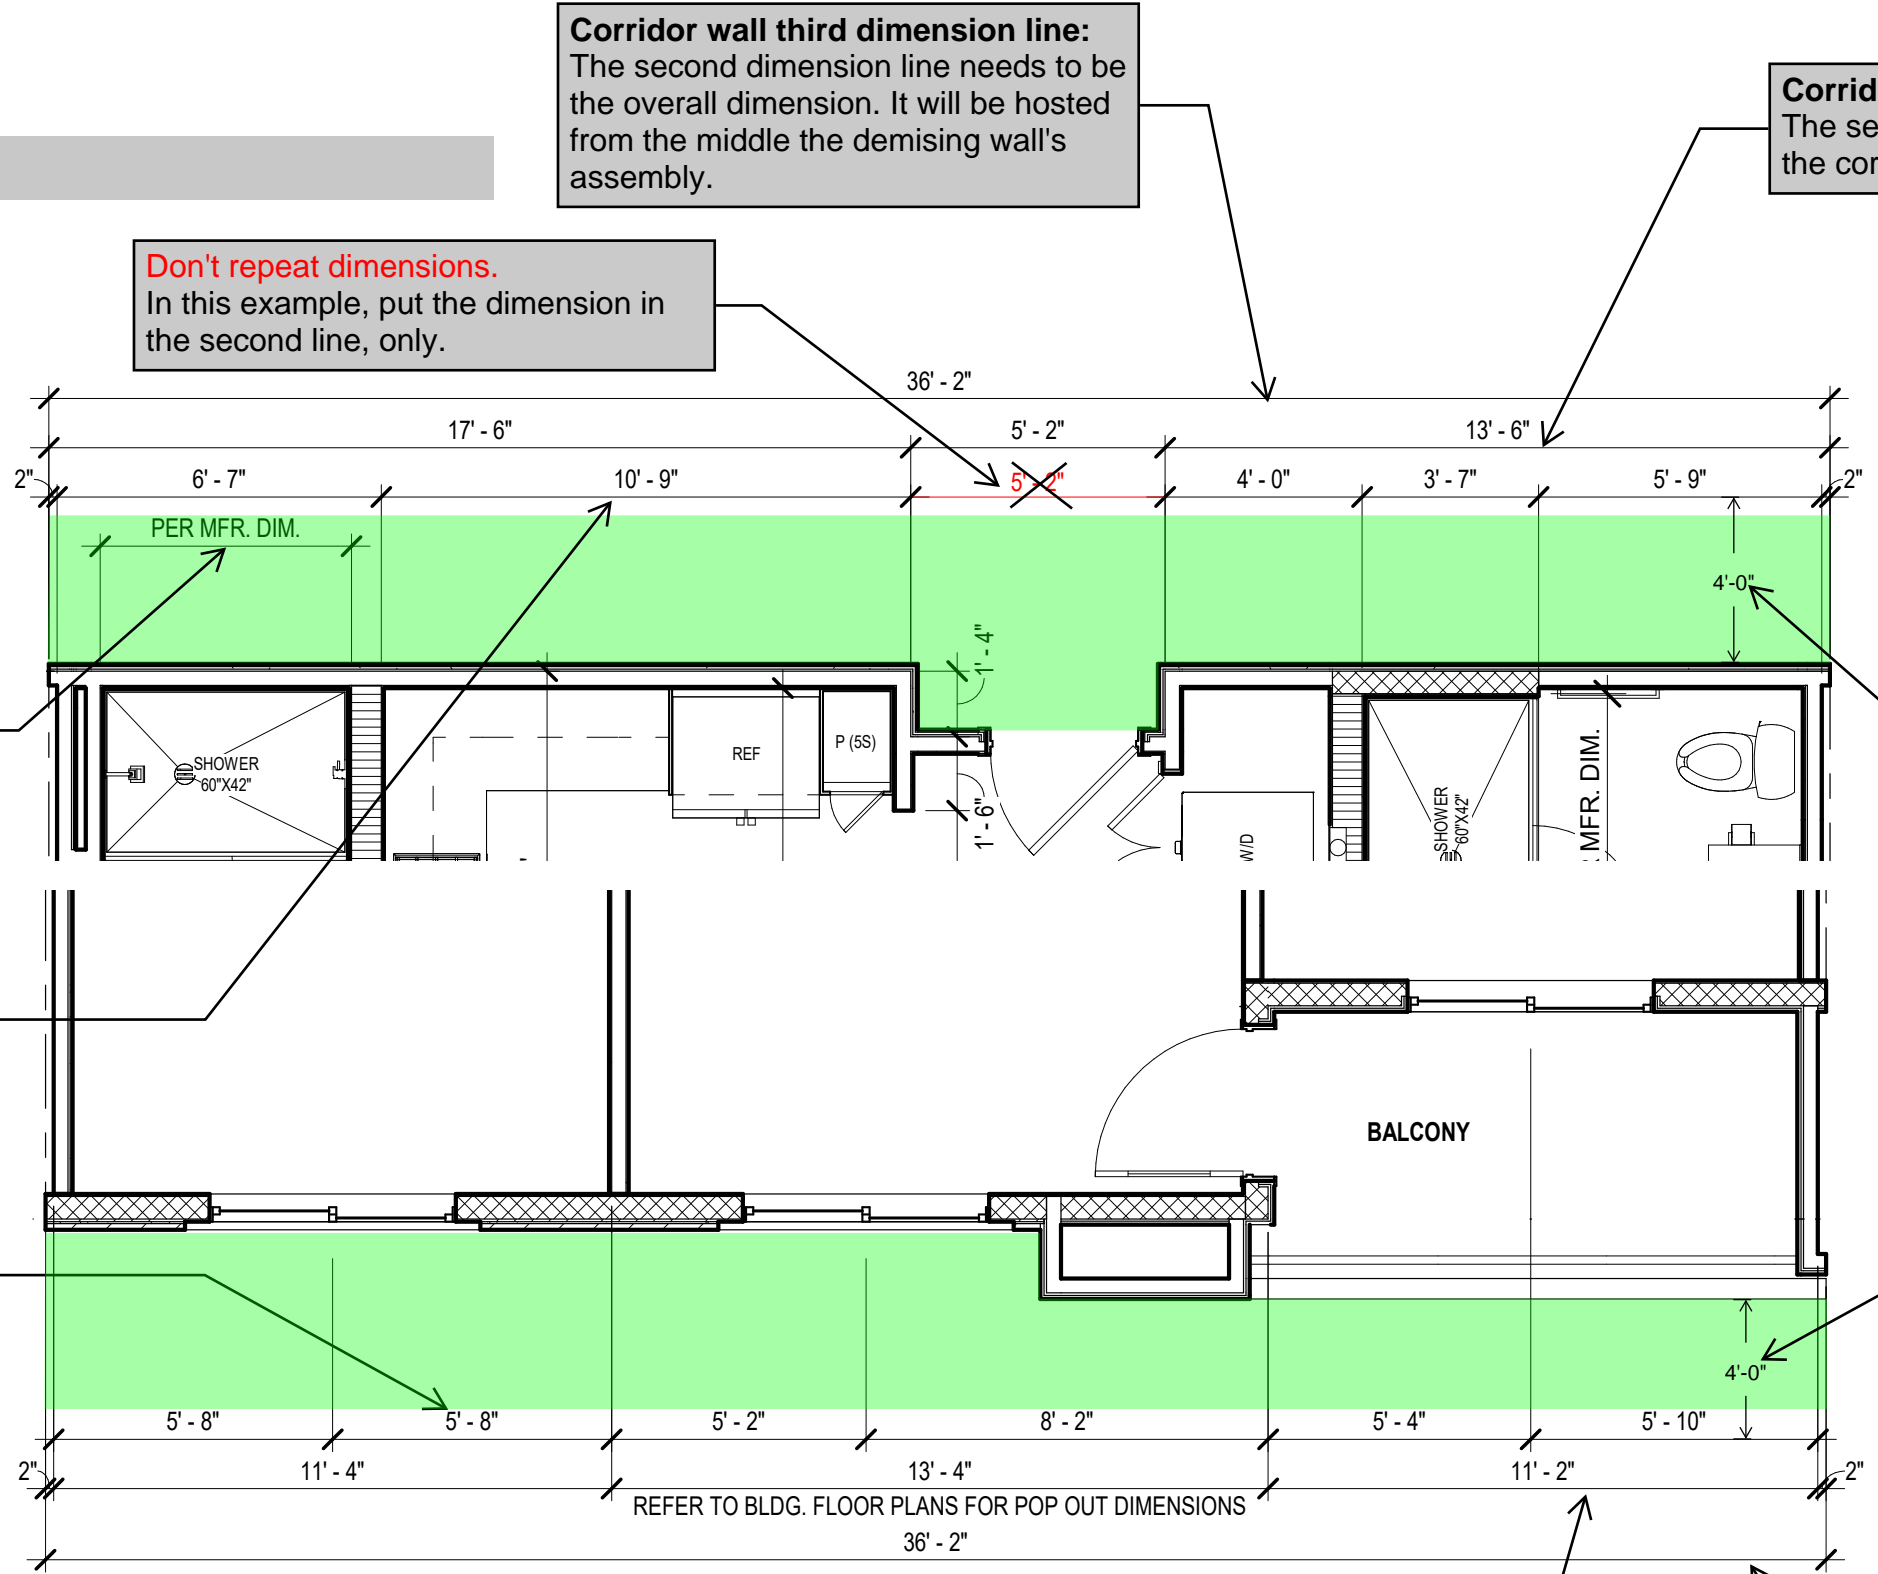 Corridor wall third dimension line:
The second dimension line needs to be
the overall dimension. It will be hosted
from the middle the demising wall's
assembly.
Corrid
The se
the cor
Don't repeat dimensions.
In this example, put the dimension in
the second line, only.
36' - 2"
17' - 6"
5' - 2"
13' - 6"
2"
6' - 7"
10' - 9"
5' - 2"
4' - 0"
3' - 7"
5' - 9"
2"
PER MFR. DIM.
4'-0"
1' - 4"
SHOWER
60"X42"
REF
P (5S)
1' - 6"
W/D
SHOWER
60"X42"
MFR. DIM.
BALCONY
4'-0"
5' - 8"
5' - 8"
5' - 2"
8' - 2"
5' - 4"
5' - 10"
2"
11' - 4"
13' - 4"
11' - 2"
2"
REFER TO BLDG. FLOOR PLANS FOR POP OUT DIMENSIONS
36' - 2"